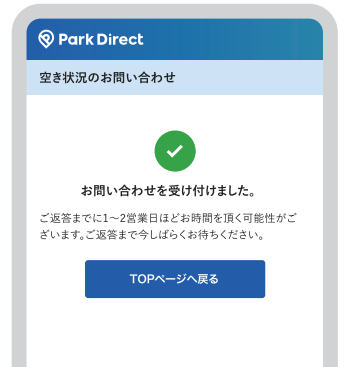 Park Direct
空き状況のお問い合わせ
お問い合わせを受け付けました。
ご返答までに1〜2営業日ほどお時間を頂く可能性がご
ざいます。ご返答まで今しばらくお待ちください。
TOPページへ戻る